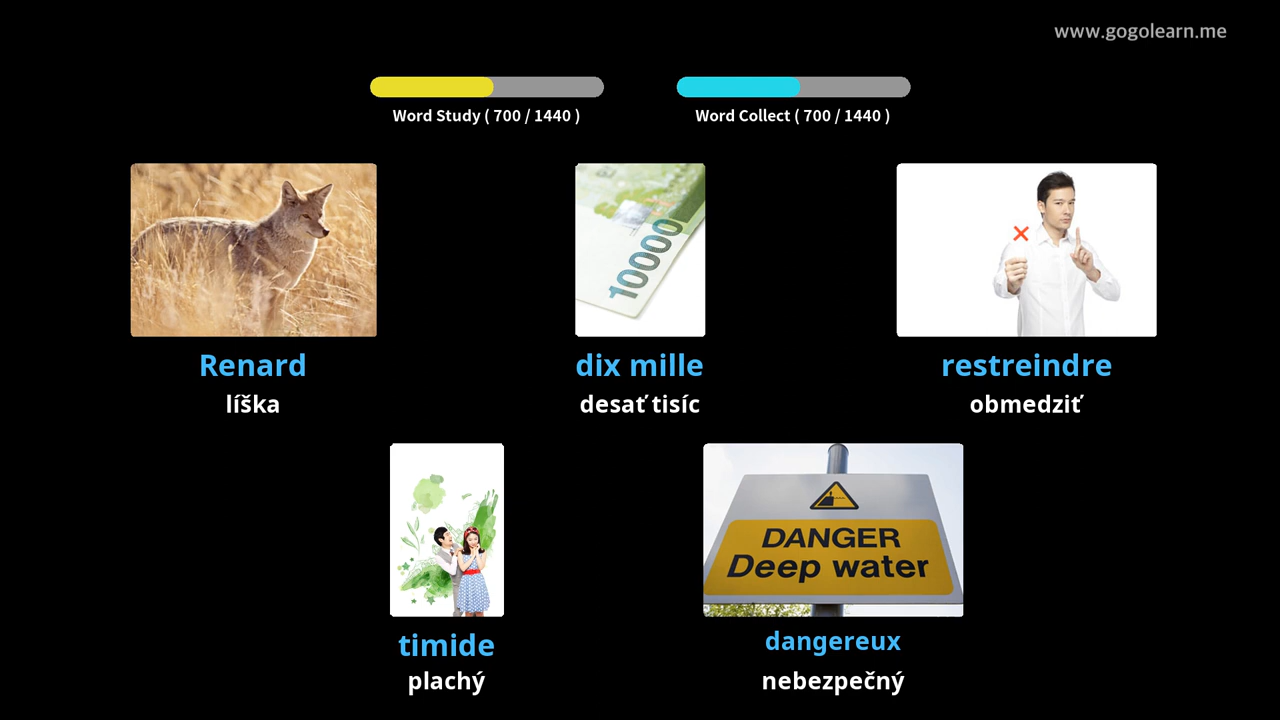 www.gogolearn.me
Word Study ( 700 / 1440 )
Word Collect ( 700 / 1440 )
10000
Renard
líška
dix mille
desať tisíc
restreindre
obmedziť
DANGER
Deep water
timide
plachý
dangereux
nebezpečný